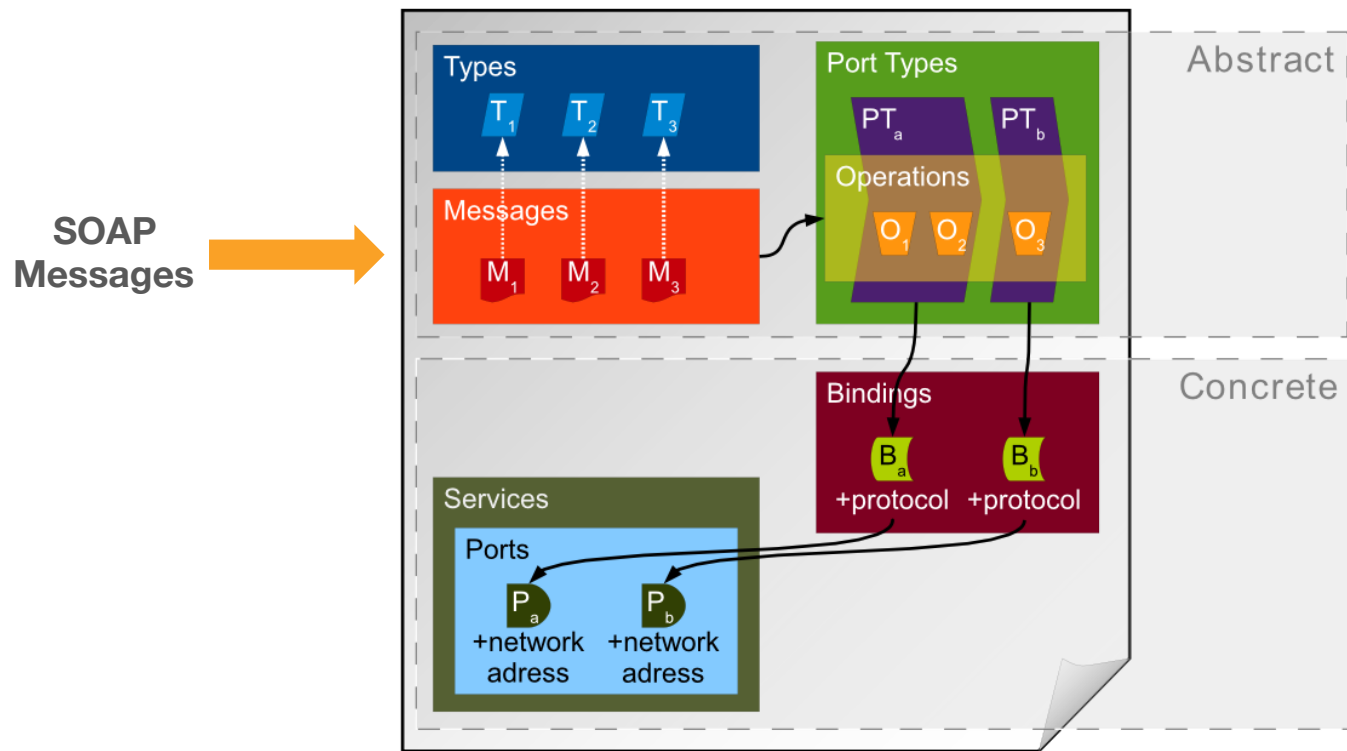 SOAP
Messages
Abstract
Types
T1 T2 T3
Messages
M1 M2 M3
Port Types
PTa PTb
Operations
O1 O2 O3
Concrete
Bindings
Ba Bb
+protocol +protocol
Services
Ports
Pa Pb
+network +network
adress adress